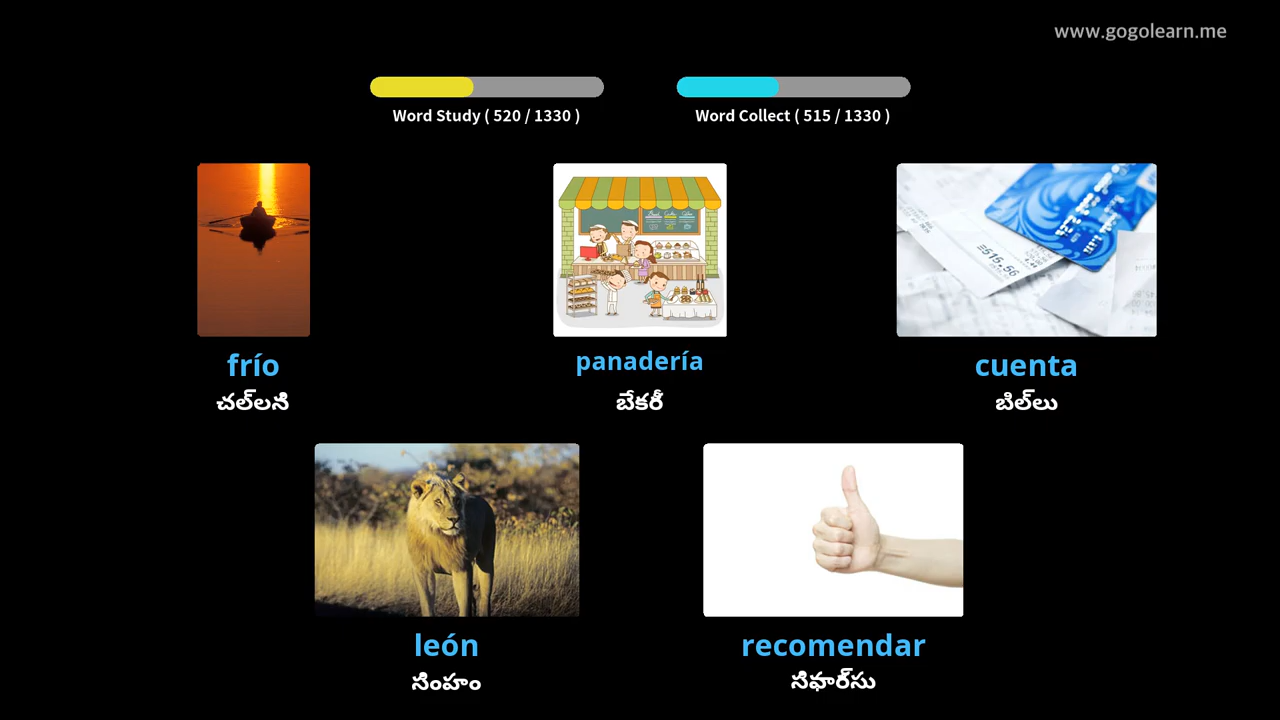 www.gogolearn.me
Word Study ( 520 / 1330 )
Word Collect ( 515 / 1330 )
frío
చల్‌లని
panadería
బేకరీ
cuenta
బిల్‌లు
león
సింహం
recomendar
సిఫార్‌సు